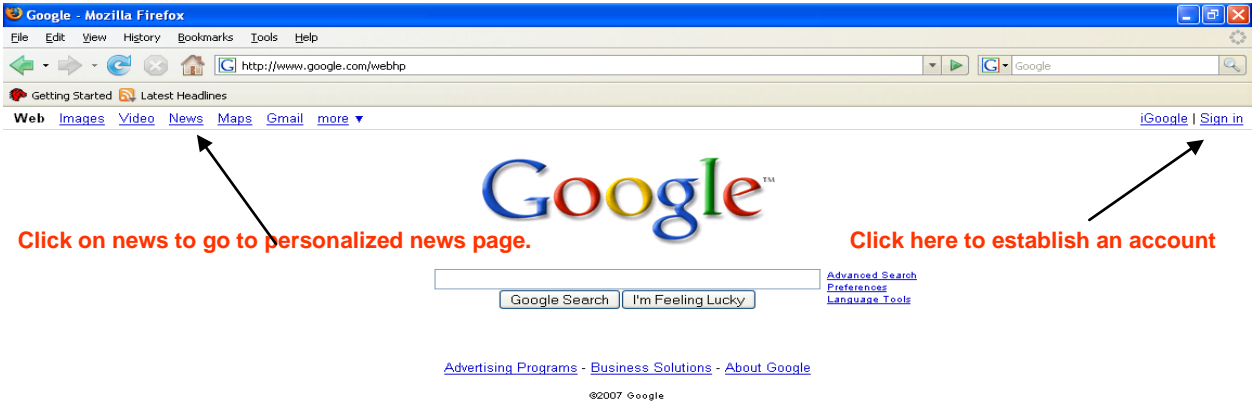 Google - Mozilla Firefox
File Edit View History Bookmarks Tools Help
G http://www.google.com/webhp G Google
Getting Started Latest Headlines
Web Images Video News Maps Gmail more ▼ iGoogle | Sign in
Google™
Click on news to go to personalized news page. Click here to establish an account
Advanced Search
Preferences
Google Search I'm Feeling Lucky Language Tools
Advertising Programs - Business Solutions - About Google
©2007 Google